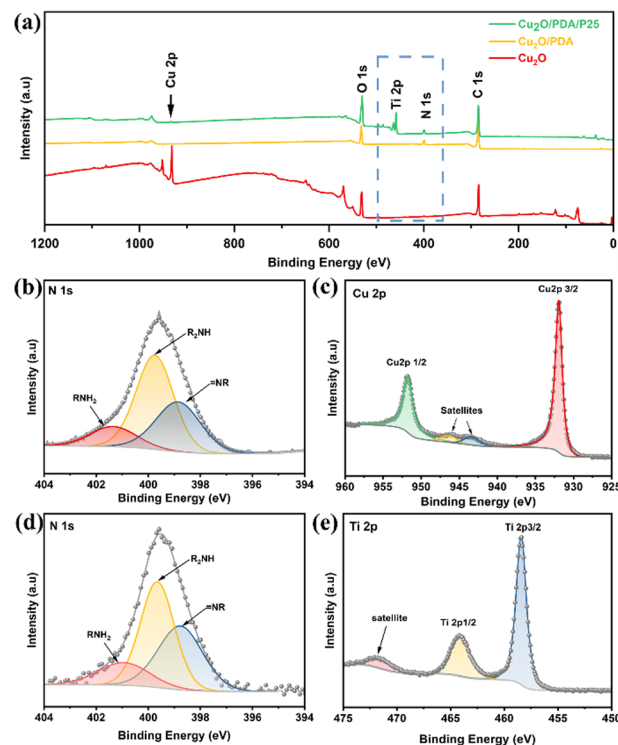 (a)
Cu₂O/PDA/P25
Cu₂O/PDA
Cu₂O
Cu 2p
O 1s
Ti 2p
N 1s
C 1s
Intensity (a.u)
1200 1000 800 600 400 200 0
Binding Energy (eV)
(b) N 1s
R₂NH
=NR
RNH₂
Intensity (a.u)
404 402 400 398 396 394
Binding Energy (eV)
(c) Cu 2p
Cu2p 3/2
Cu2p 1/2
Satellites
Intensity (a.u)
960 955 950 945 940 935 930 925
Binding Energy (eV)
(d) N 1s
R₂NH
=NR
RNH₂
Intensity (a.u)
404 402 400 398 396 394
Binding Energy (eV)
(e) Ti 2p
Ti 2p3/2
Ti 2p1/2
satellite
Intensity (a.u)
475 470 465 460 455 450
Binding Energy (eV)